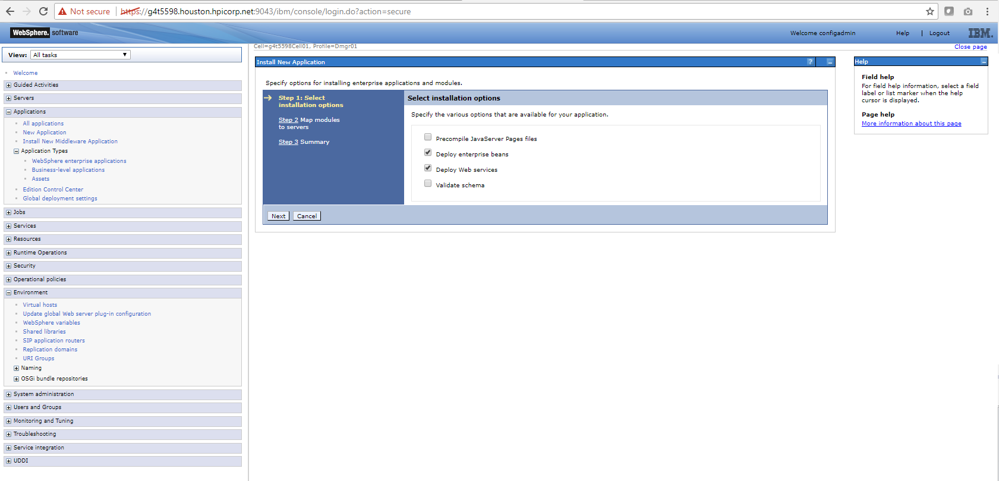 Not secure | https://g4t5598.houston.hpicorp.net:9043/ibm/console/login.do?action=secure
WebSphere. software
Welcome configadmin
Help | Logout
IBM.
View: All tasks
Welcome
Guided Activities
Servers
Applications
All applications
New Application
Install New Middleware Application
Application Types
WebSphere enterprise applications
Business-level applications
Assets
Edition Control Center
Global deployment settings
Jobs
Services
Resources
Runtime Operations
Security
Operational policies
Environment
Virtual hosts
Update global Web server plug-in configuration
WebSphere variables
Shared libraries
SIP application routers
Replication domains
URI Groups
Naming
OSGi bundle repositories
System administration
Users and Groups
Monitoring and Tuning
Troubleshooting
Service integration
UDDI
Cell=g4t5598Cell01, Profile=Dmgr01
Close page
Install New Application
?
Specify options for installing enterprise applications and modules.
Step 1: Select
installation options
Step 2 Map modules
to servers
Step 3 Summary
Select installation options
Specify the various options that are available for your application.
Precompile JavaServer Pages files
Deploy enterprise beans
Deploy Web services
Validate schema
Next
Cancel
Help
Field help
For field help information, select a field
label or list marker when the help
cursor is displayed.
Page help
More information about this page